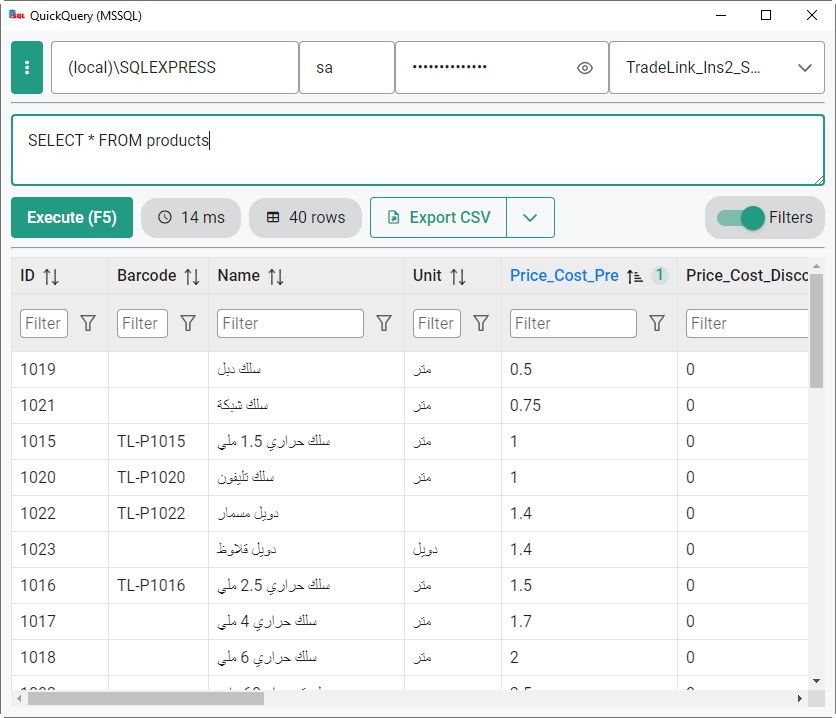 QuickQuery (MSSQL)
(local)\SQLEXPRESS sa •••••••••••••• TradeLink_Ins2_S...
SELECT * FROM products
Execute (F5) 14 ms 40 rows Export CSV Filters
ID Barcode Name Unit Price_Cost_Pre 1 Price_Cost_Disco
Filter Filter Filter Filter Filter Filter
1019 سلك دبل متر 0.5 0
1021 سلك شبكة متر 0.75 0
1015 TL-P1015 سلك حراري 1.5 ملي متر 1 0
1020 TL-P1020 سلك تليفون متر 1 0
1022 TL-P1022 دويل مسمار 1.4 0
1023 دويل قلاوظ دويل 1.4 0
1016 TL-P1016 سلك حراري 2.5 ملي متر 1.5 0
1017 سلك حراري 4 ملي متر 1.7 0
1018 سلك حراري 6 ملي متر 2 0